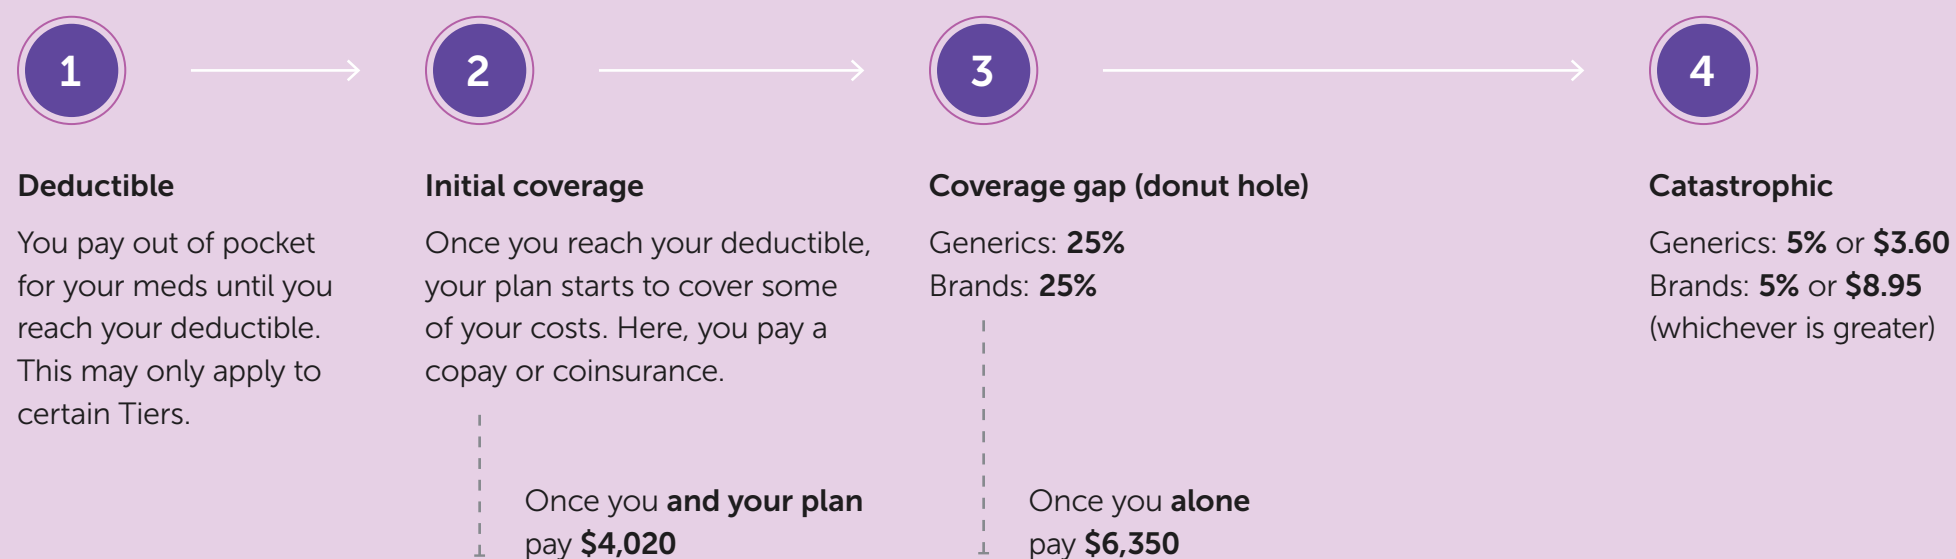 1
Deductible
You pay out of pocket
for your meds until you
reach your deductible.
This may only apply to
certain Tiers.
2
Initial coverage
Once you reach your deductible,
your plan starts to cover some
of your costs. Here, you pay a
copay or coinsurance.
Once you and your plan
pay $4,020
3
Coverage gap (donut hole)
Generics: 25%
Brands: 25%
Once you alone
pay $6,350
4
Catastrophic
Generics: 5% or $3.60
Brands: 5% or $8.95
(whichever is greater)